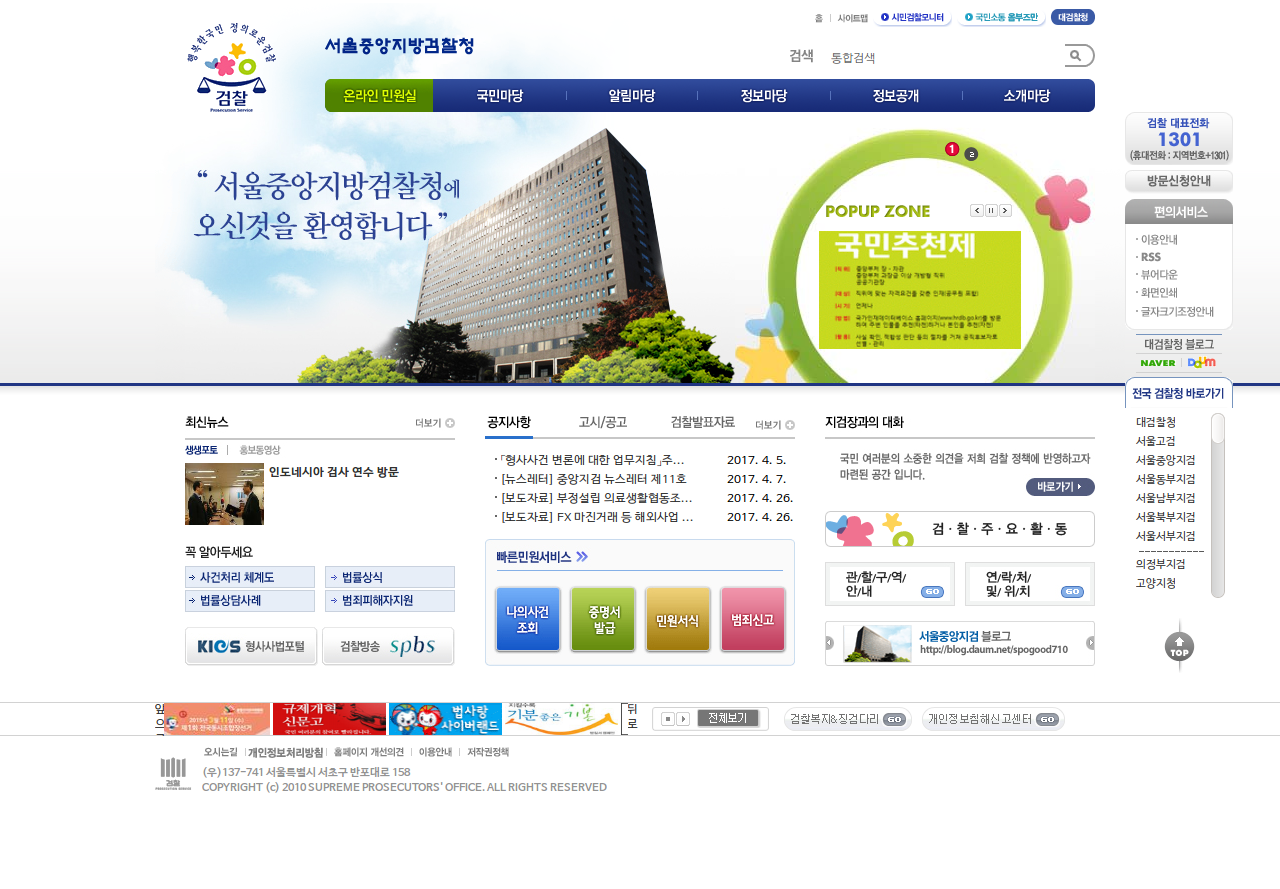 홈
사이트맵
시민검찰모니터
국민소통 옴부즈만
대검찰청
행복한국민 정의로운검찰
검찰
Prosecution Service
서울중앙지방검찰청
검색
통합검색
온라인 민원실
국민마당
알림마당
정보마당
정보공개
소개마당
“ 서울중앙지방검찰청에
오신것을 환영합니다 ”
1
2
POPUP ZONE
국민추천제
검찰 대표전화
1301
(휴대전화 : 지역번호+1301)
방문신청안내
편의서비스
· 이용안내
· RSS
· 뷰어다운
· 화면인쇄
· 글자크기조정안내
대검찰청 블로그
NAVER
Daum
전국 검찰청 바로가기
대검찰청
서울고검
서울중앙지검
서울동부지검
서울남부지검
서울북부지검
서울서부지검
------------
의정부지검
고양지청
TOP
최신뉴스
더보기
생생포토
홍보동영상
인도네시아 검사 연수 방문
꼭 알아두세요
사건처리 체계도
법률상식
법률상담사례
범죄피해자지원
KICS 형사사법포털
검찰방송 spbs
공지사항
고시/공고
검찰발표자료
더보기
· 「형사사건 변론에 대한 업무지침」주... 2017. 4. 5.
· [뉴스레터] 중앙지검 뉴스레터 제11호 2017. 4. 7.
· [보도자료] 부정설립 의료생활협동조... 2017. 4. 26.
· [보도자료] FX 마진거래 등 해외사업 ... 2017. 4. 26.
빠른민원서비스
나의사건
조회
증명서
발급
민원서식
범죄신고
지검장과의 대화
국민 여러분의 소중한 의견을 저희 검찰 정책에 반영하고자
마련된 공간 입니다.
바로가기
검·찰·주·요·활·동
관/할/구/역/
안/내
GO
연/락/처/
및/ 위/치
GO
서울중앙지검 블로그
http://blog.daum.net/spogood710
앞
으
2015년 3월 11일 (수)
제1회 전국동시조합장선거
규제개혁
신문고
법사랑
사이버랜드
기분좋은 기본
뒤
로
전체보기
검찰복지&징검다리 GO
개인정보침해신고센터 GO
오시는길
개인정보처리방침
홈페이지 개선의견
이용안내
저작권정책
검찰
PROSECUTION SERVICE
(우)137-741 서울특별시 서초구 반포대로 158
COPYRIGHT (c) 2010 SUPREME PROSECUTORS' OFFICE. ALL RIGHTS RESERVED